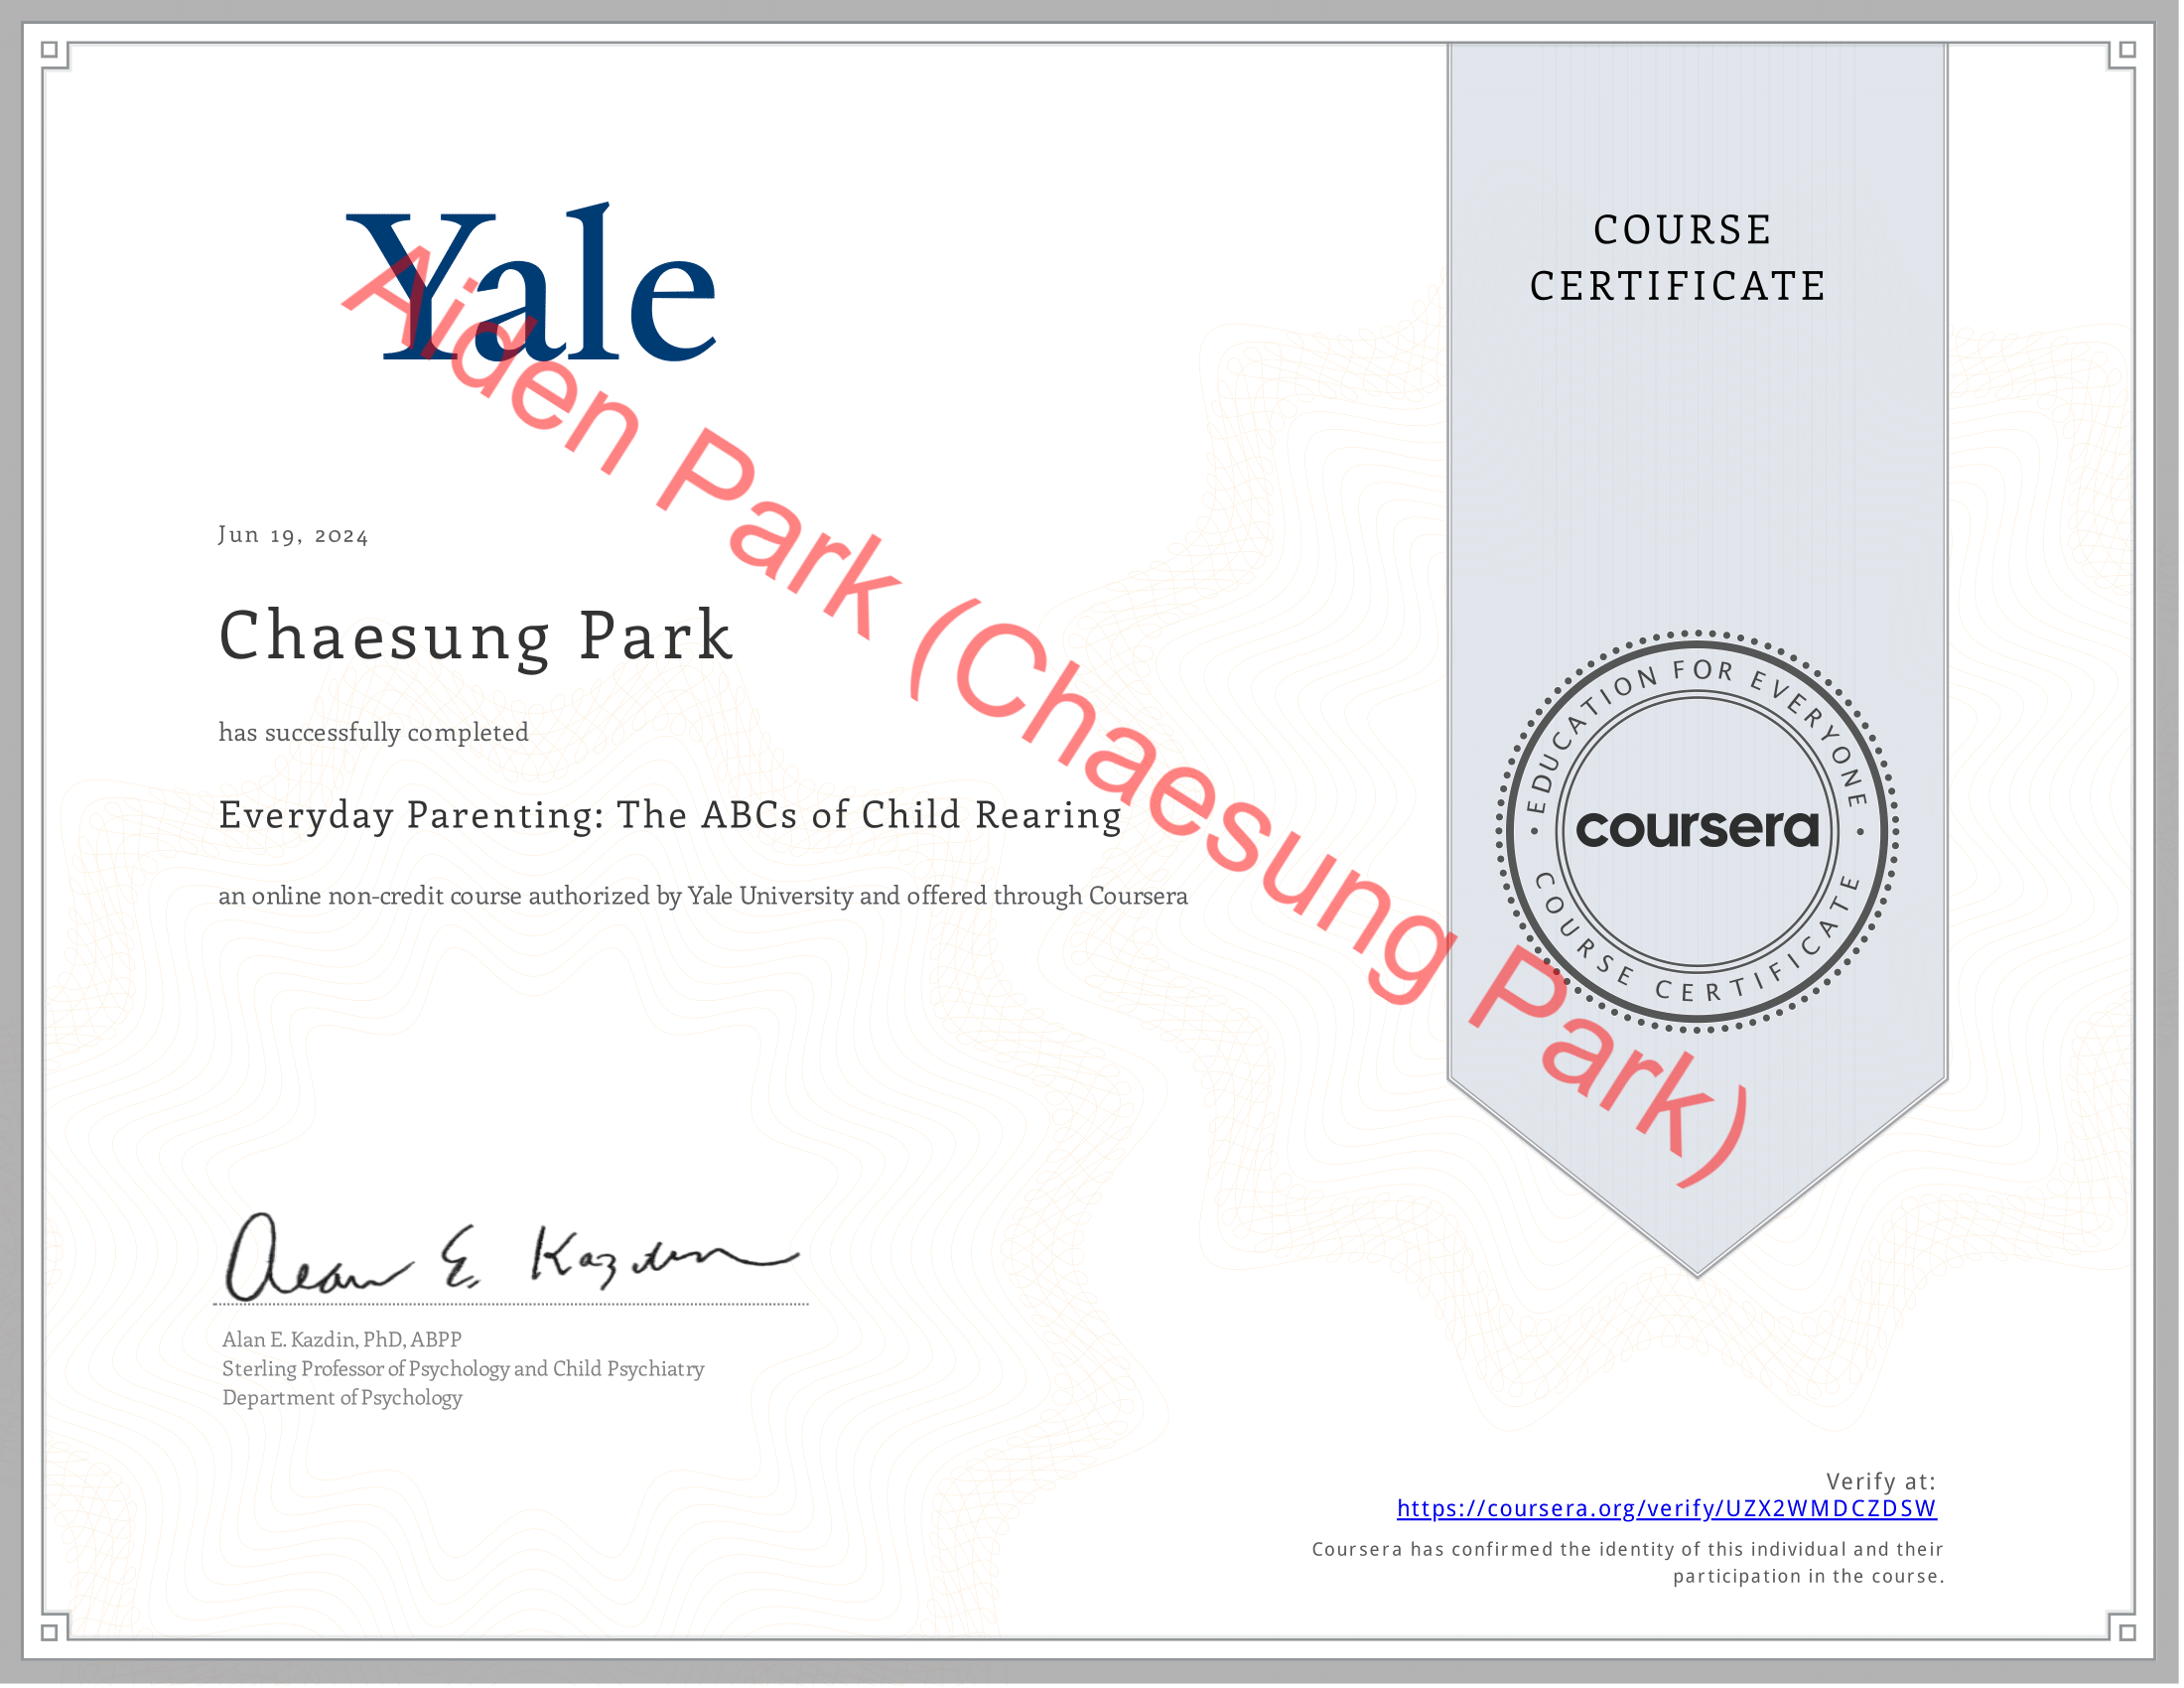 Yale
COURSE
CERTIFICATE
Aiden Park (Chaesung Park)
Jun 19, 2024
Chaesung Park
has successfully completed
Everyday Parenting: The ABCs of Child Rearing
an online non-credit course authorized by Yale University and offered through Coursera
EDUCATION FOR EVERYONE
coursera
COURSE CERTIFICATE
Alan E. Kazdin
Alan E. Kazdin, PhD, ABPP
Sterling Professor of Psychology and Child Psychiatry
Department of Psychology
Verify at:
https://coursera.org/verify/UZX2WMDCZDSW
Coursera has confirmed the identity of this individual and their
participation in the course.